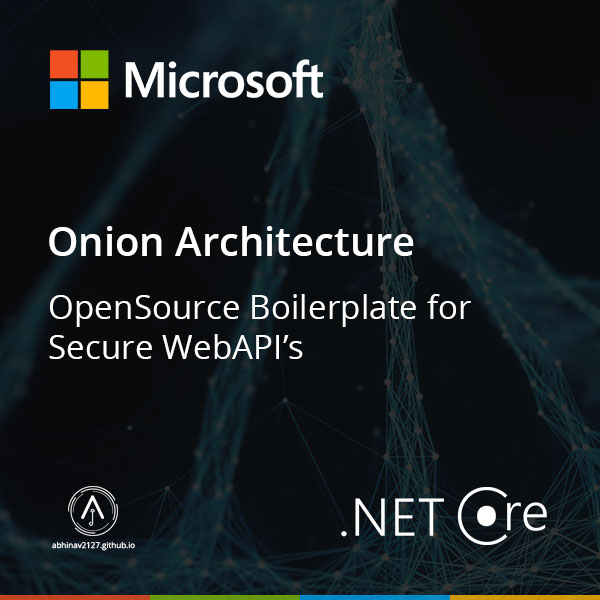 Microsoft
Onion Architecture
OpenSource Boilerplate for
Secure WebAPI’s
abhinav2127.github.io
.NET Core